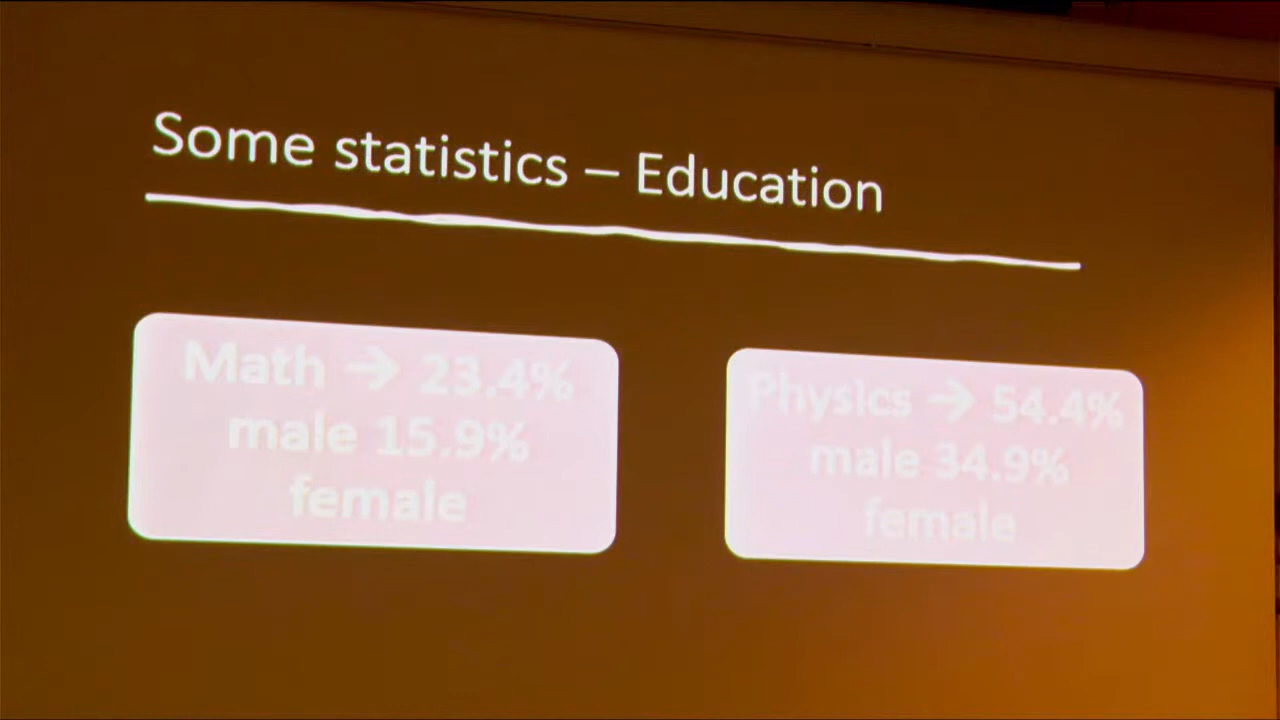 Some statistics – Education
Math → 23.4%
male 15.9%
female
Physics → 54.4%
male 34.9%
female